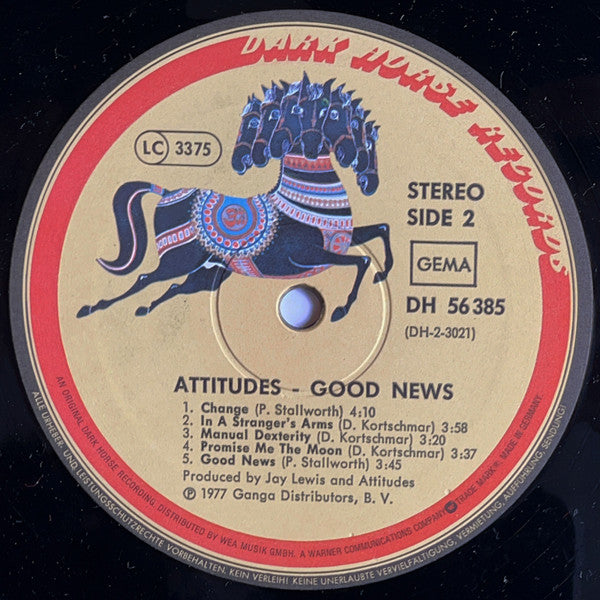 DARK HORSE RECORDS
LC 3375
STEREO
SIDE 2
GEMA
DH 56 385
(DH-2-3021)
ATTITUDES - GOOD NEWS
1. Change (P. Stallworth) 4:10
2. In A Stranger's Arms (D. Kortschmar) 3:58
3. Manual Dexterity (D. Kortschmar) 3:20
4. Promise Me The Moon (D. Kortschmar) 3:37
5. Good News (P. Stallworth) 3:45
Produced by Jay Lewis and Attitudes
℗ 1977 Ganga Distributors, B. V.
AN ORIGINAL DARK HORSE RECORDING. DISTRIBUTED BY WEA MUSIK GMBH. A WARNER COMMUNICATIONS COMPANY TRADE MARK ®. MADE IN GERMANY.
ALLE URHEBER- UND LEISTUNGSSCHUTZRECHTE VORBEHALTEN. KEIN VERLEIH! KEINE UNERLAUBTE VERVIELFÄLTIGUNG, VERMIETUNG, AUFFÜHRUNG, SENDUNG!